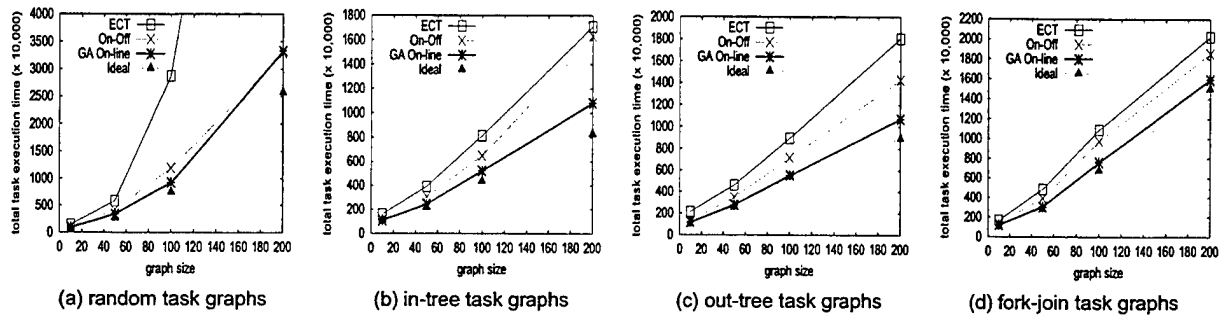 total task execution time (x 10,000)
4000
3500
3000
2500
2000
1500
1000
500
0
ECT
On-Off
GA On-line
Ideal
0 20 40 60 80 100 120 140 160 180 200
graph size
(a) random task graphs
total task execution time (x 10,000)
1800
1600
1400
1200
1000
800
600
400
200
0
ECT
On-Off
GA On-line
Ideal
0 20 40 60 80 100 120 140 160 180 200
graph size
(b) in-tree task graphs
total task execution time (x 10,000)
2000
1800
1600
1400
1200
1000
800
600
400
200
0
ECT
On-Off
GA On-line
Ideal
0 20 40 60 80 100 120 140 160 180 200
graph size
(c) out-tree task graphs
total task execution time (x 10,000)
2200
2000
1800
1600
1400
1200
1000
800
600
400
200
0
ECT
On-Off
GA On-line
Ideal
0 20 40 60 80 100 120 140 160 180 200
graph size
(d) fork-join task graphs